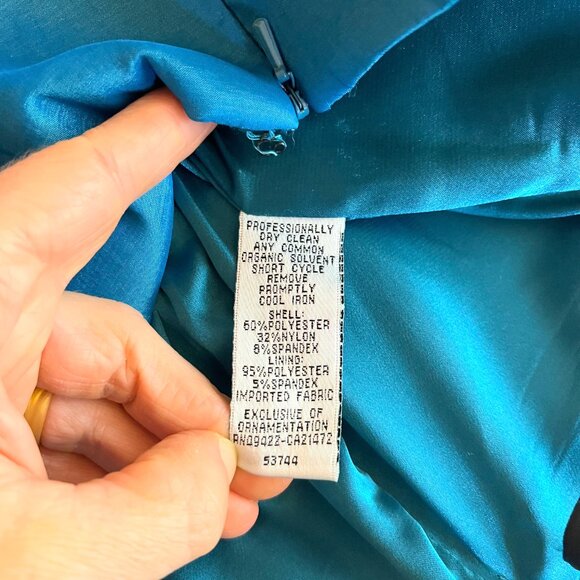 PROFESSIONALLY
DRY CLEAN
ANY COMMON
ORGANIC SOLVENT
SHORT CYCLE
REMOVE
PROMPTLY
COOL IRON
SHELL:
60%POLYESTER
32%NYLON
8%SPANDEX
LINING:
95%POLYESTER
5%SPANDEX
IMPORTED FABRIC
EXCLUSIVE OF
ORNAMENTATION
RN09422-CA21472
53744